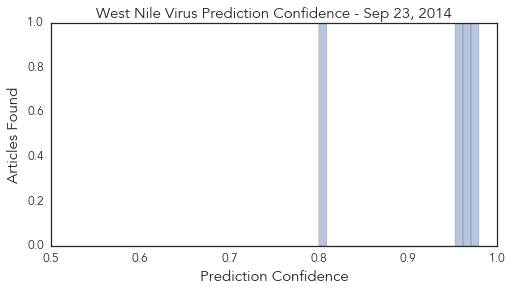 West Nile Virus Prediction Confidence - Sep 23, 2014
Articles Found
1.0
0.8
0.6
0.4
0.2
0.0
0.5 0.6 0.7 0.8 0.9 1.0
Prediction Confidence